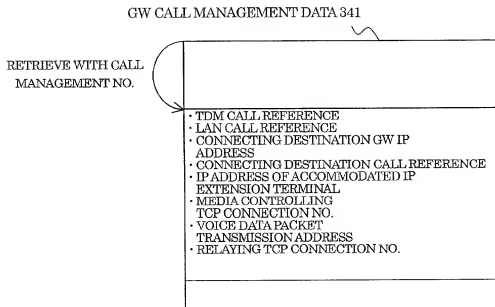 GW CALL MANAGEMENT DATA 341
RETRIEVE WITH CALL
MANAGEMENT NO.
· TDM CALL REFERENCE
· LAN CALL REFERENCE
· CONNECTING DESTINATION GW IP
ADDRESS
· CONNECTING DESTINATION CALL REFERENCE
· IP ADDRESS OF ACCOMMODATED IP
EXTENSION TERMINAL
· MEDIA CONTROLLING
TCP CONNECTION NO.
· VOICE DATA PACKET
TRANSMISSION ADDRESS
· RELAYING TCP CONNECTION NO.